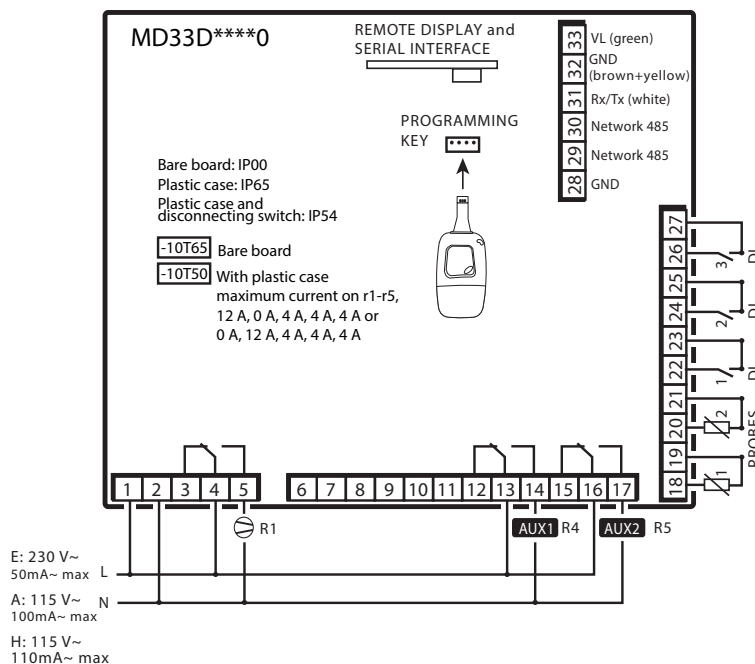 MD33D****0
REMOTE DISPLAY and
SERIAL INTERFACE
PROGRAMMING
KEY
33 VL (green)
32 GND
(brown+yellow)
31 Rx/Tx (white)
30 Network 485
29 Network 485
28 GND
Bare board: IP00
Plastic case: IP65
Plastic case and
disconnecting switch: IP54
-10T65 Bare board
-10T50 With plastic case
maximum current on r1-r5,
12 A, 0 A, 4 A, 4 A, 4 A or
0 A, 12 A, 4 A, 4 A, 4 A
27
26 3 DI
25
24 2 DI
23
22 1 DI
21
20 2
PROBES
19
18 1
1 2 3 4 5
6 7 8 9 10 11 12 13 14 15 16 17
R1
AUX1 R4
AUX2 R5
E: 230 V~
50mA~ max L
A: 115 V~ N
100mA~ max
H: 115 V~
110mA~ max